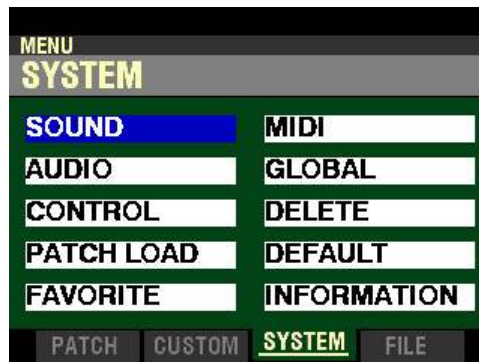 MENU
SYSTEM
SOUND
MIDI
AUDIO
GLOBAL
CONTROL
DELETE
PATCH LOAD
DEFAULT
FAVORITE
INFORMATION
PATCH CUSTOM SYSTEM FILE